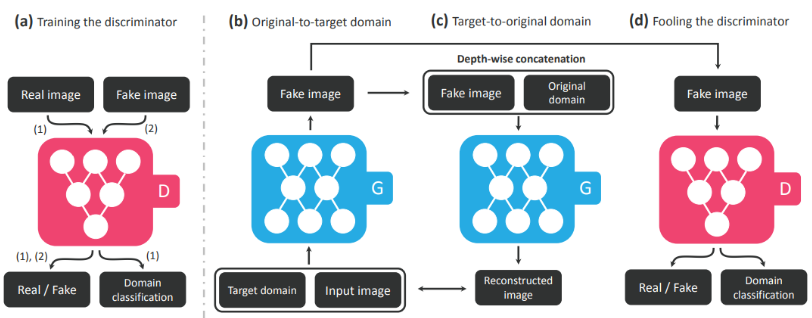 (a) Training the discriminator
(b) Original-to-target domain
(c) Target-to-original domain
(d) Fooling the discriminator
Real image
Fake image
(1)
(2)
D
(1), (2)
(1)
Real / Fake
Domain
classification
Fake image
G
Target domain
Input image
Depth-wise concatenation
Fake image
Original
domain
G
Reconstructed
image
Fake image
D
Real / Fake
Domain
classification